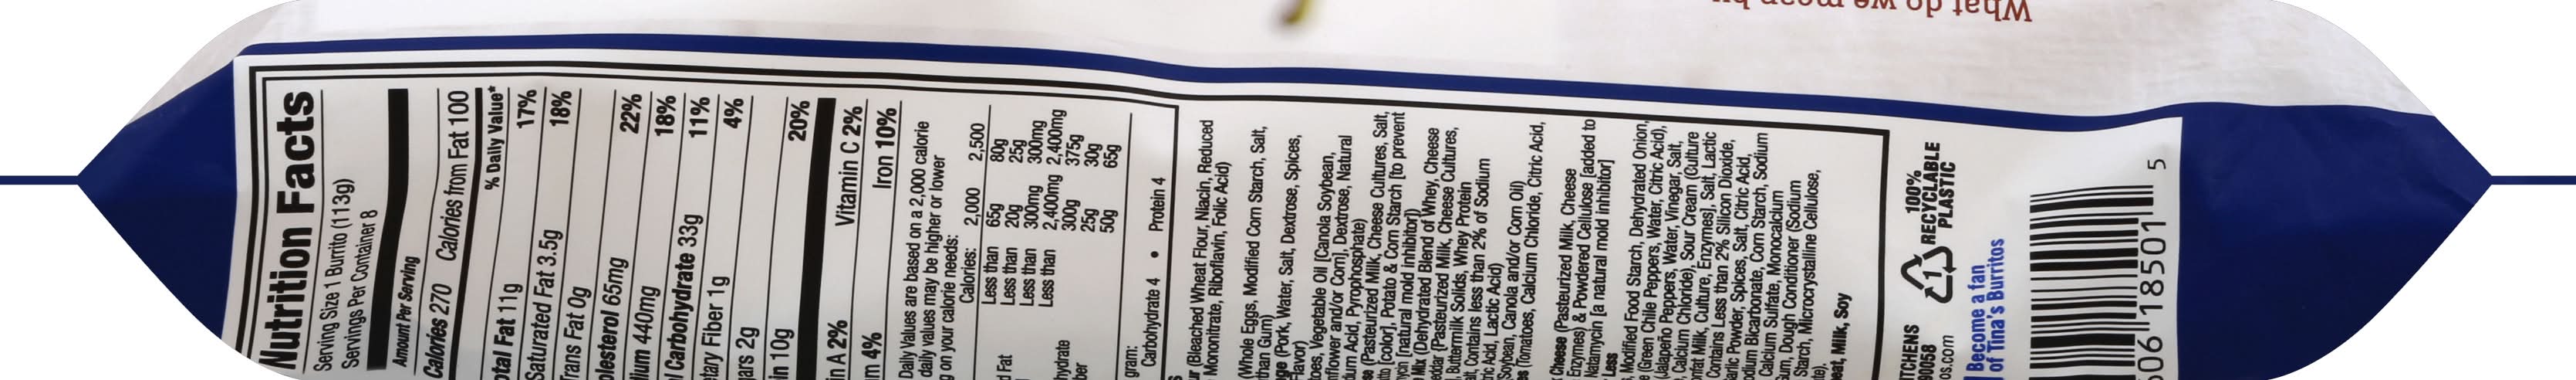 What do we mean by
Nutrition Facts
Serving Size 1 Burrito (113g)
Servings Per Container 8
Amount Per Serving
Calories 270 Calories from Fat 100
% Daily Value*
otal Fat 11g 17%
Saturated Fat 3.5g 18%
Trans Fat 0g
olesterol 65mg 22%
ium 440mg 18%
l Carbohydrate 33g 11%
etary Fiber 1g 4%
ars 2g
in 10g 20%
in A 2% Vitamin C 2%
m 4% Iron 10%
Daily Values are based on a 2,000 calorie
daily values may be higher or lower
g on your calorie needs:
Calories: 2,000 2,500
Less than 65g 80g
d Fat Less than 20g 25g
Less than 300mg 300mg
Less than 2,400mg 2,400mg
hydrate 300g 375g
ber 25g 30g
50g 65g
gram:
Carbohydrate 4 • Protein 4
ur (Bleached Wheat Flour, Niacin, Reduced
Mononitrate, Riboflavin, Folic Acid)
(Whole Eggs, Modified Corn Starch, Salt,
than Gum)
ge (Pork, Water, Salt, Dextrose, Spices,
Flavor)
toes, Vegetable Oil [Canola Soybean,
nflower and/or Corn], Dextrose, Natural
dium Acid, Pyrophosphate)
se (Pasteurized Milk, Cheese Cultures, Salt,
tto [color], Potato & Corn Starch [to prevent
ycin [natural mold inhibitor])
Mix (Dehydrated Blend of Whey, Cheese
eddar (Pasteurized Milk, Cheese Cultures,
, Buttermilk Solids, Whey Protein
t, Contains less than 2% of Sodium
ric Acid, Lactic Acid)
Soybean, Canola and/or Corn Oil)
es (Tomatoes, Calcium Chloride, Citric Acid,
Cheese (Pasteurized Milk, Cheese
Enzymes) & Powdered Cellulose [added to
Natamycin [a natural mold inhibitor]
Less
Modified Food Starch, Dehydrated Onion,
e (Green Chile Peppers, Water, Citric Acid),
(Jalapeño Peppers, Water, Vinegar, Salt,
Calcium Chloride), Sour Cream (Culture
nfat Milk, Culture, Enzymes], Salt, Lactic
Contains Less than 2% Silicon Dioxide,
arlic Powder, Spices, Salt, Citric Acid,
dium Bicarbonate, Corn Starch, Sodium
Calcium Sulfate, Monocalcium
um, Dough Conditioner (Sodium
Starch, Microcrystalline Cellulose,
eat, Milk, Soy
ITCHENS
90058
os.com
1
100%
RECYCLABLE
PLASTIC
Become a fan
of Tina's Burritos
606 18501 5